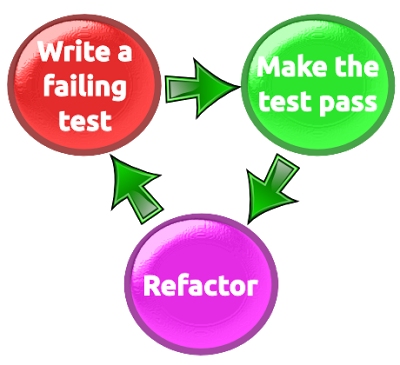 Write a
failing
test
Make the
test pass
Refactor